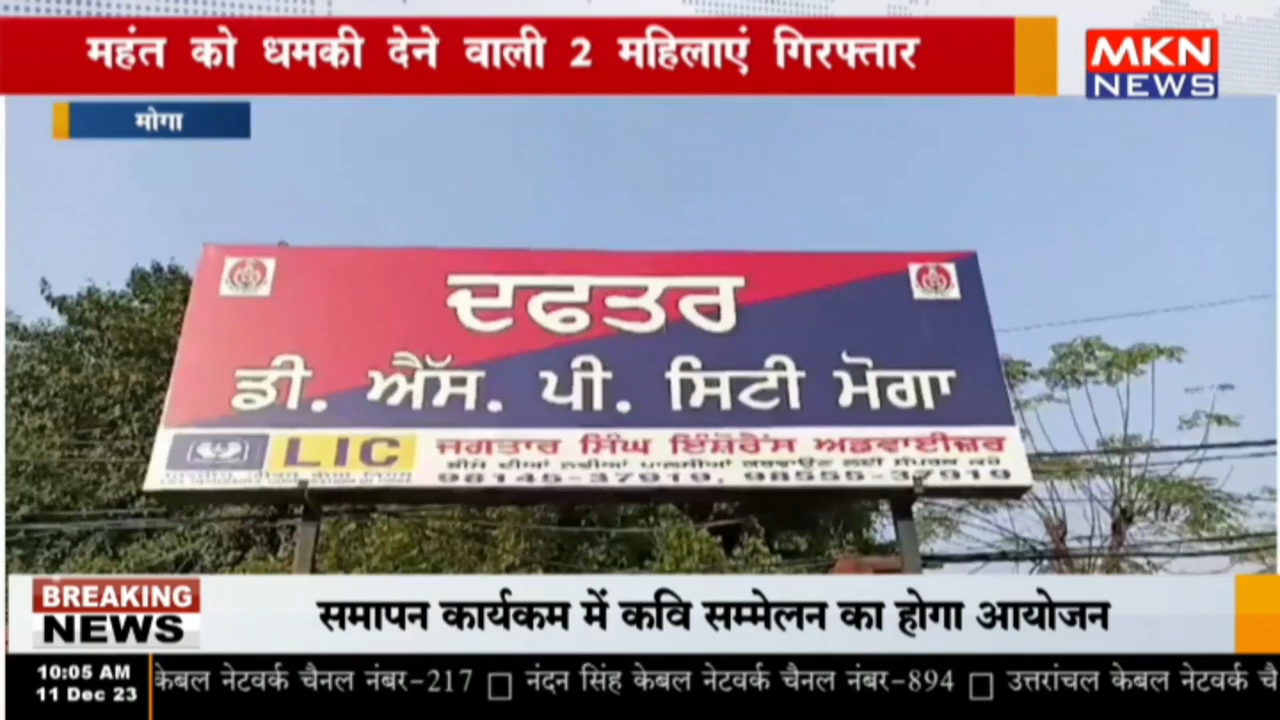 महंत को धमकी देने वाली 2 महिलाएं गिरफ्तार
MKN
NEWS
मोगा
ਦਫਤਰ
ਡੀ. ਐੱਸ. ਪੀ. ਸਿਟੀ ਮੋਗਾ
LIC ਜਗਤਾਰ ਸਿੰਘ ਇੰਸ਼ੋਰੈਂਸ ਅਡਵਾਈਜ਼ਰ
98145-37919, 98555-37919
BREAKING
NEWS
समापन कार्यकम में कवि सम्मेलन का होगा आयोजन
10:05 AM
11 Dec 23
केबल नेटवर्क चैनल नंबर-217 □ नंदन सिंह केबल नेटवर्क चैनल नंबर-894 □ उत्तरांचल केबल नेटवर्क चै